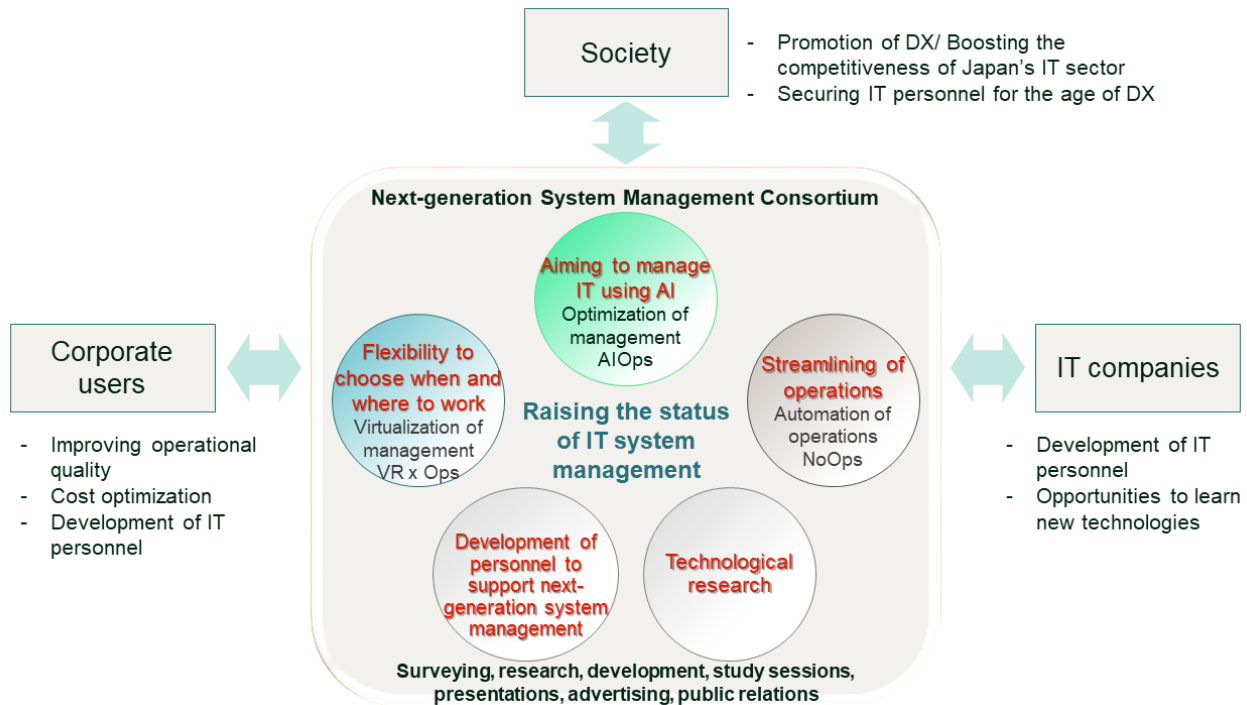 Society
- Promotion of DX/ Boosting the
competitiveness of Japan's IT sector
- Securing IT personnel for the age of DX
Next-generation System Management Consortium
Aiming to manage
IT using AI
Optimization of
management
AIOps
Corporate
users
- Improving operational
quality
- Cost optimization
- Development of IT
personnel
Flexibility to
choose when and
where to work
Virtualization of
management
VR x Ops
Raising the status
of IT system
management
Streamlining of
operations
Automation of
operations
NoOps
IT companies
- Development of IT
personnel
- Opportunities to learn
new technologies
Development of
personnel to
support next-
generation system
management
Technological
research
Surveying, research, development, study sessions,
presentations, advertising, public relations